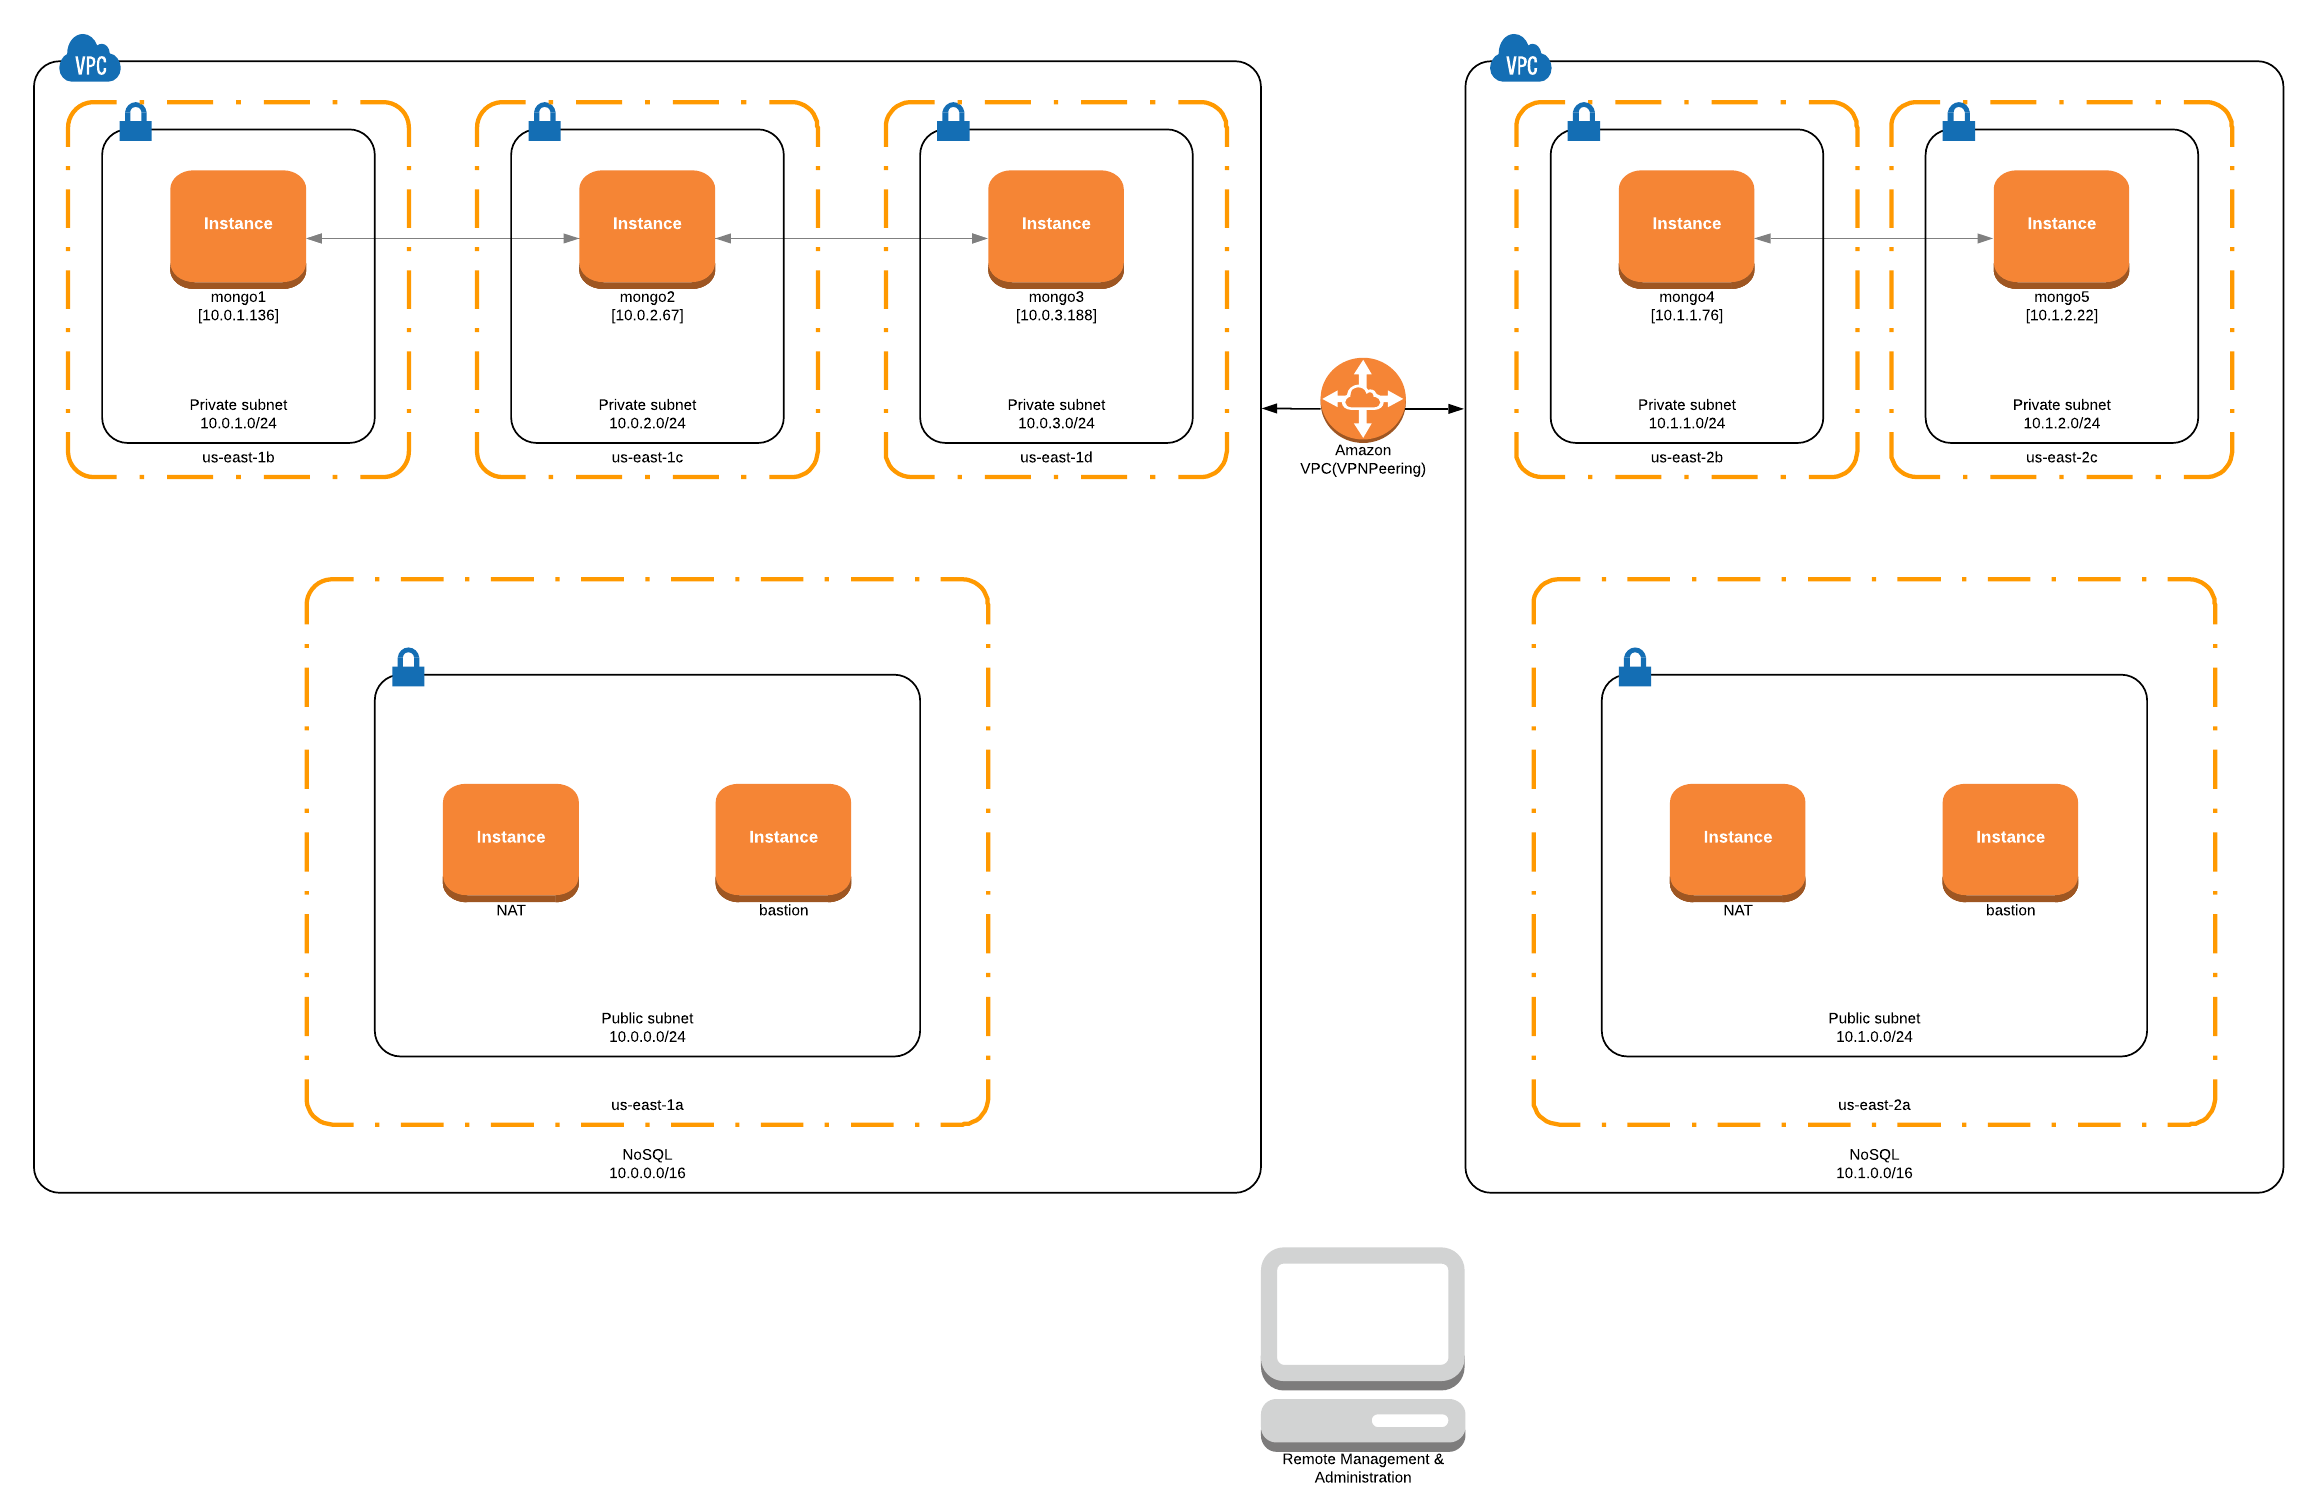 VPC
Instance
mongo1
[10.0.1.136]
Private subnet
10.0.1.0/24
us-east-1b
Instance
mongo2
[10.0.2.67]
Private subnet
10.0.2.0/24
us-east-1c
Instance
mongo3
[10.0.3.188]
Private subnet
10.0.3.0/24
us-east-1d
Instance
NAT
Instance
bastion
Public subnet
10.0.0.0/24
us-east-1a
NoSQL
10.0.0.0/16
Amazon
VPC(VPNPeering)
VPC
Instance
mongo4
[10.1.1.76]
Private subnet
10.1.1.0/24
us-east-2b
Instance
mongo5
[10.1.2.22]
Private subnet
10.1.2.0/24
us-east-2c
Instance
NAT
Instance
bastion
Public subnet
10.1.0.0/24
us-east-2a
NoSQL
10.1.0.0/16
Remote Management &
Administration